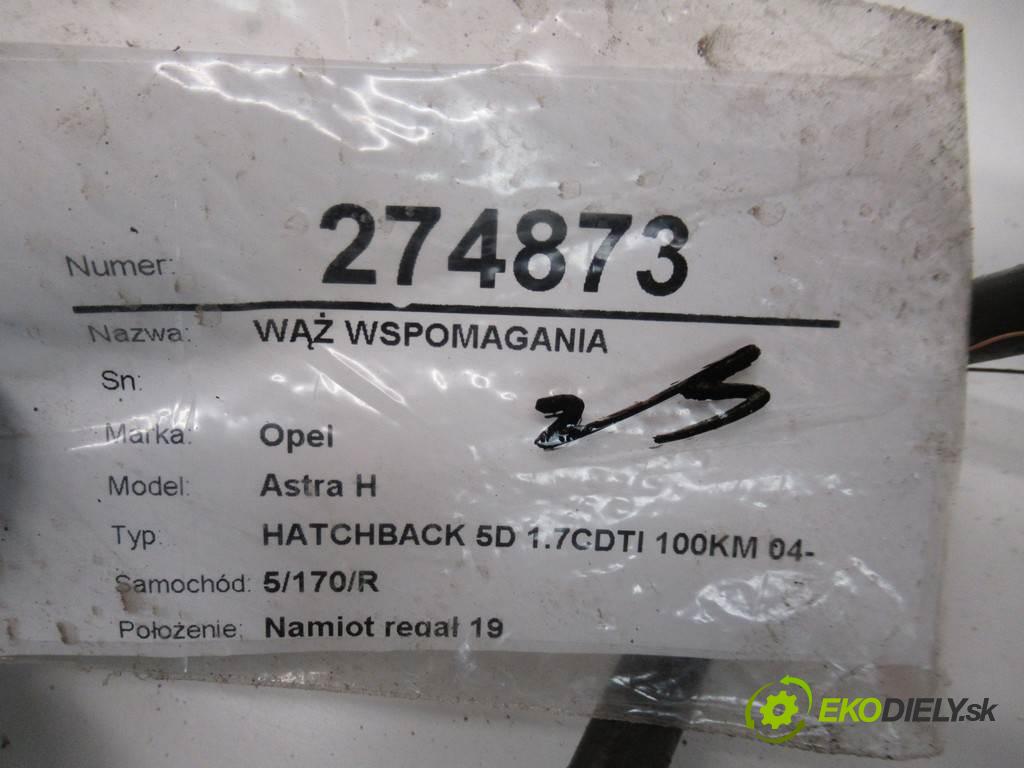 Numer: 274873
Nazwa: WĄŻ WSPOMAGANIA
Sn:
25
Marka: Opel
Model: Astra H
Typ: HATCHBACK 5D 1.7CDTI 100KM 04-
Samochód: 5/170/R
Położenie: Namiot regał 19
EKODIELY.sk